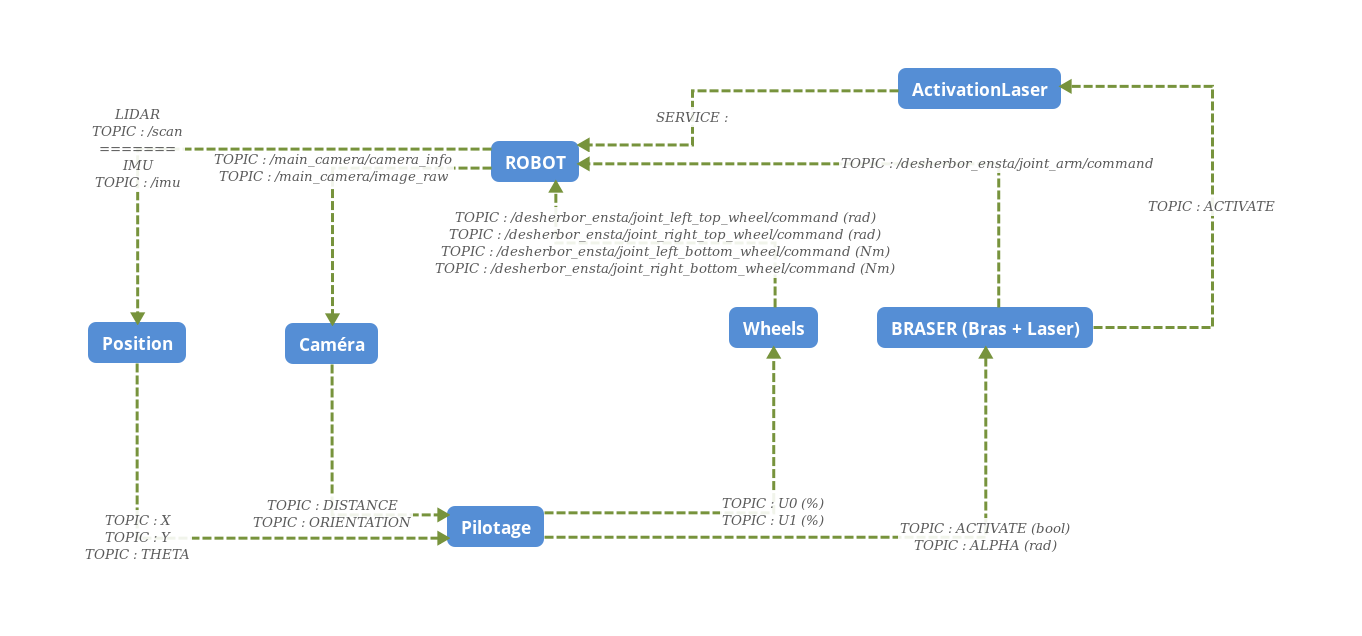 ActivationLaser
LIDAR
TOPIC : /scan
=======
IMU
TOPIC : /imu
SERVICE :
TOPIC : /main_camera/camera_info
TOPIC : /main_camera/image_raw
ROBOT
TOPIC : /desherbor_ensta/joint_arm/command
TOPIC : ACTIVATE
TOPIC : /desherbor_ensta/joint_left_top_wheel/command (rad)
TOPIC : /desherbor_ensta/joint_right_top_wheel/command (rad)
TOPIC : /desherbor_ensta/joint_left_bottom_wheel/command (Nm)
TOPIC : /desherbor_ensta/joint_right_bottom_wheel/command (Nm)
Position
Caméra
Wheels
BRASER (Bras + Laser)
TOPIC : X
TOPIC : Y
TOPIC : THETA
TOPIC : DISTANCE
TOPIC : ORIENTATION
Pilotage
TOPIC : U0 (%)
TOPIC : U1 (%)
TOPIC : ACTIVATE (bool)
TOPIC : ALPHA (rad)